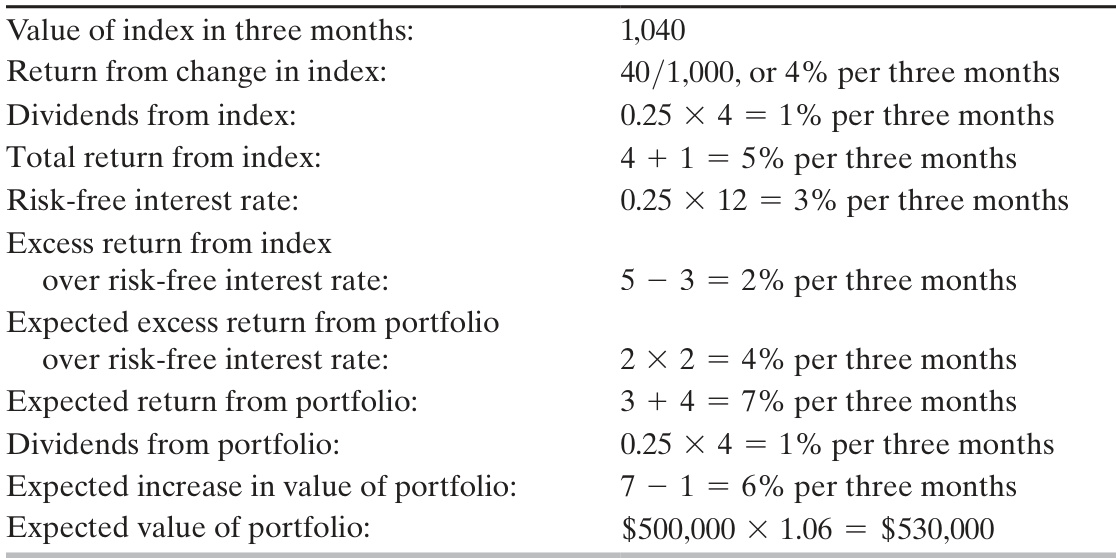 Value of index in three months: 1,040
Return from change in index: 40/1,000, or 4% per three months
Dividends from index: 0.25 × 4 = 1% per three months
Total return from index: 4 + 1 = 5% per three months
Risk-free interest rate: 0.25 × 12 = 3% per three months
Excess return from index
over risk-free interest rate: 5 − 3 = 2% per three months
Expected excess return from portfolio
over risk-free interest rate: 2 × 2 = 4% per three months
Expected return from portfolio: 3 + 4 = 7% per three months
Dividends from portfolio: 0.25 × 4 = 1% per three months
Expected increase in value of portfolio: 7 − 1 = 6% per three months
Expected value of portfolio: $500,000 × 1.06 = $530,000